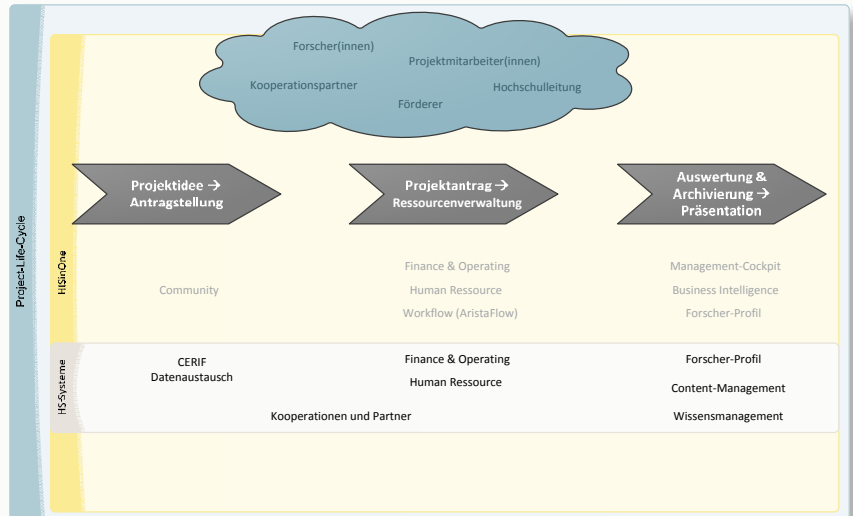 Forscher(innen)
Projektmitarbeiter(innen)
Kooperationspartner
Hochschulleitung
Förderer
Projektidee →
Antragstellung
Projektantrag →
Ressourcenverwaltung
Auswertung &
Archivierung →
Präsentation
Project-Life-Cycle
HISinOne
Community
Finance & Operating
Human Ressource
Workflow (AristaFlow)
Management-Cockpit
Business Intelligence
Forscher-Profil
HS-Systeme
CERIF
Datenaustausch
Finance & Operating
Human Ressource
Kooperationen und Partner
Forscher-Profil
Content-Management
Wissensmanagement